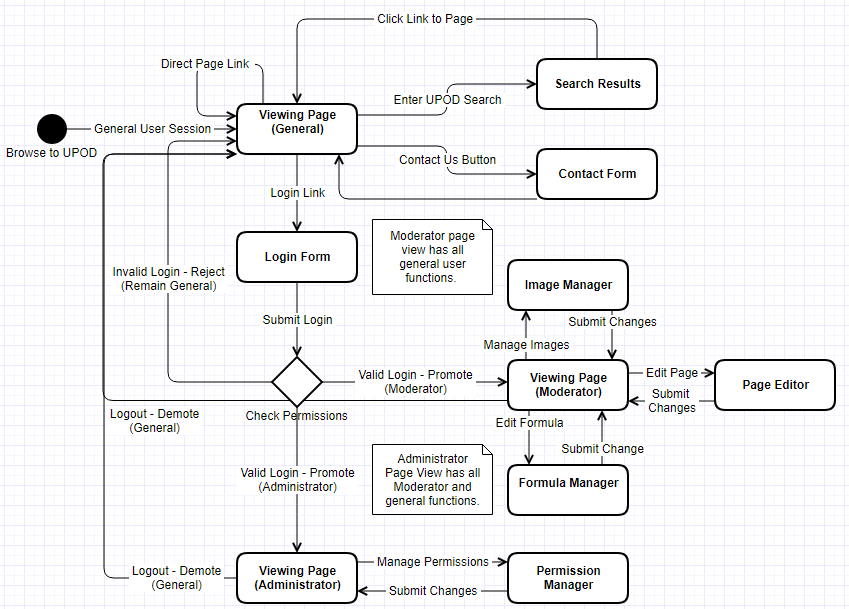 Click Link to Page
Direct Page Link
Search Results
Enter UPOD Search
Viewing Page
(General)
General User Session
Browse to UPOD
Contact Us Button
Contact Form
Login Link
Moderator page
view has all
general user
functions.
Login Form
Invalid Login - Reject
(Remain General)
Image Manager
Submit Login
Submit Changes
Manage Images
Valid Login - Promote
(Moderator)
Viewing Page
(Moderator)
Edit Page
Submit
Changes
Page Editor
Check Permissions
Logout - Demote
(General)
Edit Formula
Submit Change
Valid Login - Promote
(Administrator)
Administrator
Page View has all
Moderator and
general functions.
Formula Manager
Logout - Demote
(General)
Viewing Page
(Administrator)
Manage Permissions
Submit Changes
Permission
Manager